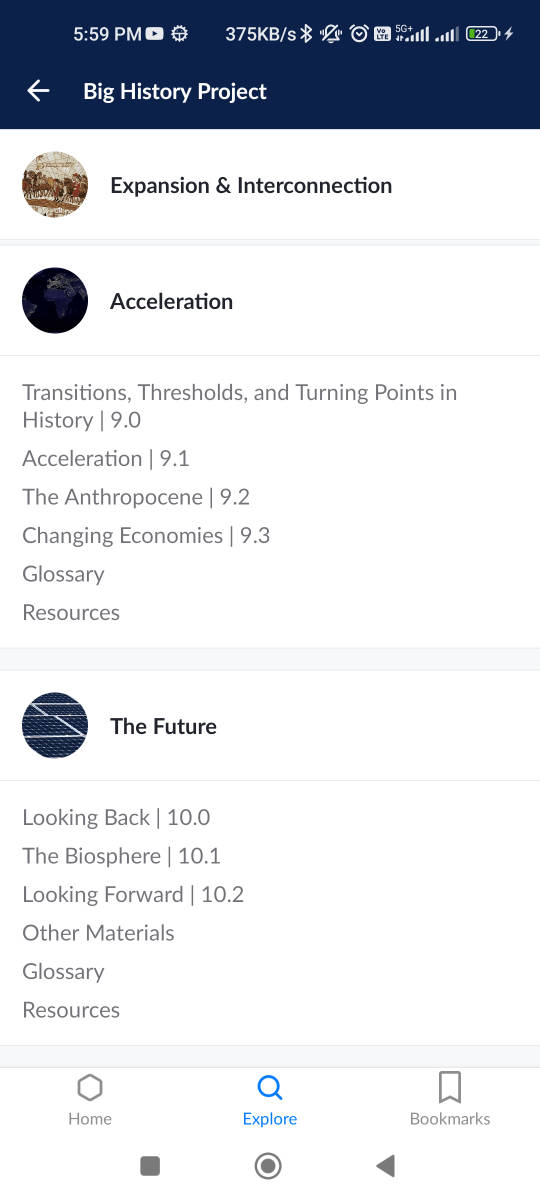 5:59 PM 375KB/s Vo LTE 5G+ 22
Big History Project
Expansion & Interconnection
Acceleration
Transitions, Thresholds, and Turning Points in
History | 9.0
Acceleration | 9.1
The Anthropocene | 9.2
Changing Economies | 9.3
Glossary
Resources
The Future
Looking Back | 10.0
The Biosphere | 10.1
Looking Forward | 10.2
Other Materials
Glossary
Resources
Home Explore Bookmarks